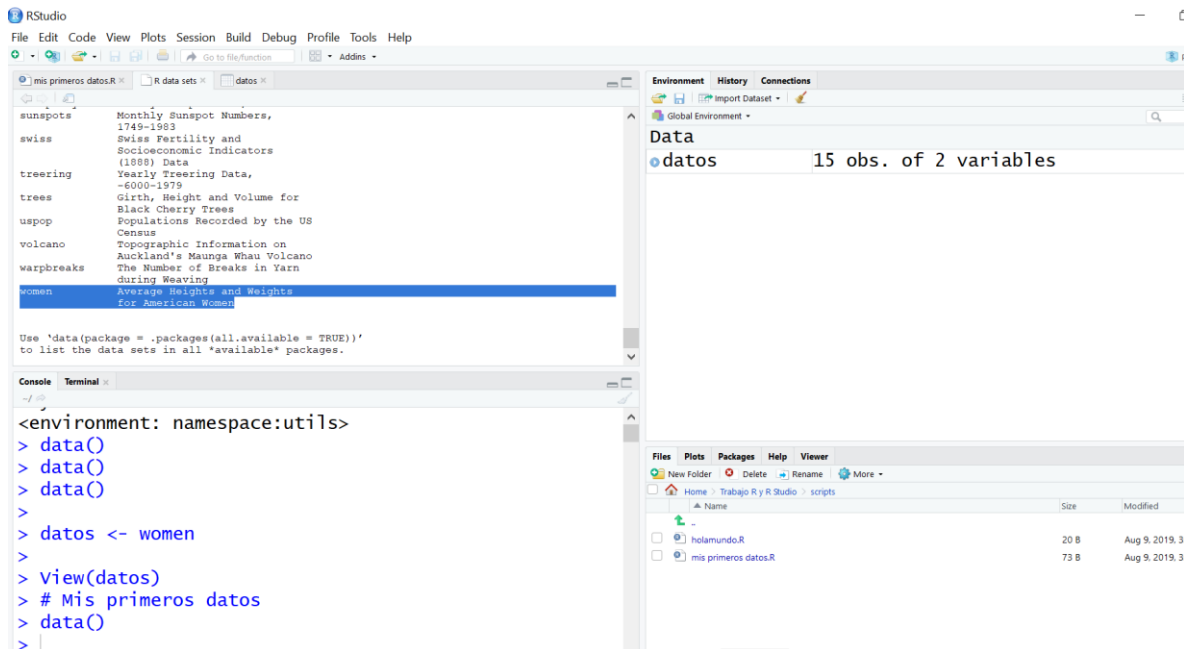 RStudio
File Edit Code View Plots Session Build Debug Profile Tools Help
Go to file/function Addins
mis primeros datos.R R data sets datos
sunspots Monthly Sunspot Numbers,
1749-1983
swiss Swiss Fertility and
Socioeconomic Indicators
(1888) Data
treering Yearly Treering Data,
-6000-1979
trees Girth, Height and Volume for
Black Cherry Trees
uspop Populations Recorded by the US
Census
volcano Topographic Information on
Auckland's Maunga Whau Volcano
warpbreaks The Number of Breaks in Yarn
during Weaving
women Average Heights and Weights
for American Women
Use ‘data(package = .packages(all.available = TRUE))’
to list the data sets in all *available* packages.
Console Terminal
~/
<environment: namespace:utils>
> data()
> data()
> data()
>
> datos <- women
>
> View(datos)
> # Mis primeros datos
> data()
>
Environment History Connections
Import Dataset
Global Environment
Data
datos 15 obs. of 2 variables
Files Plots Packages Help Viewer
New Folder Delete Rename More
Home > Trabajo R y R Studio > scripts
Name Size Modified
..
holamundo.R 20 B Aug 9, 2019, 3
mis primeros datos.R 73 B Aug 9, 2019, 3